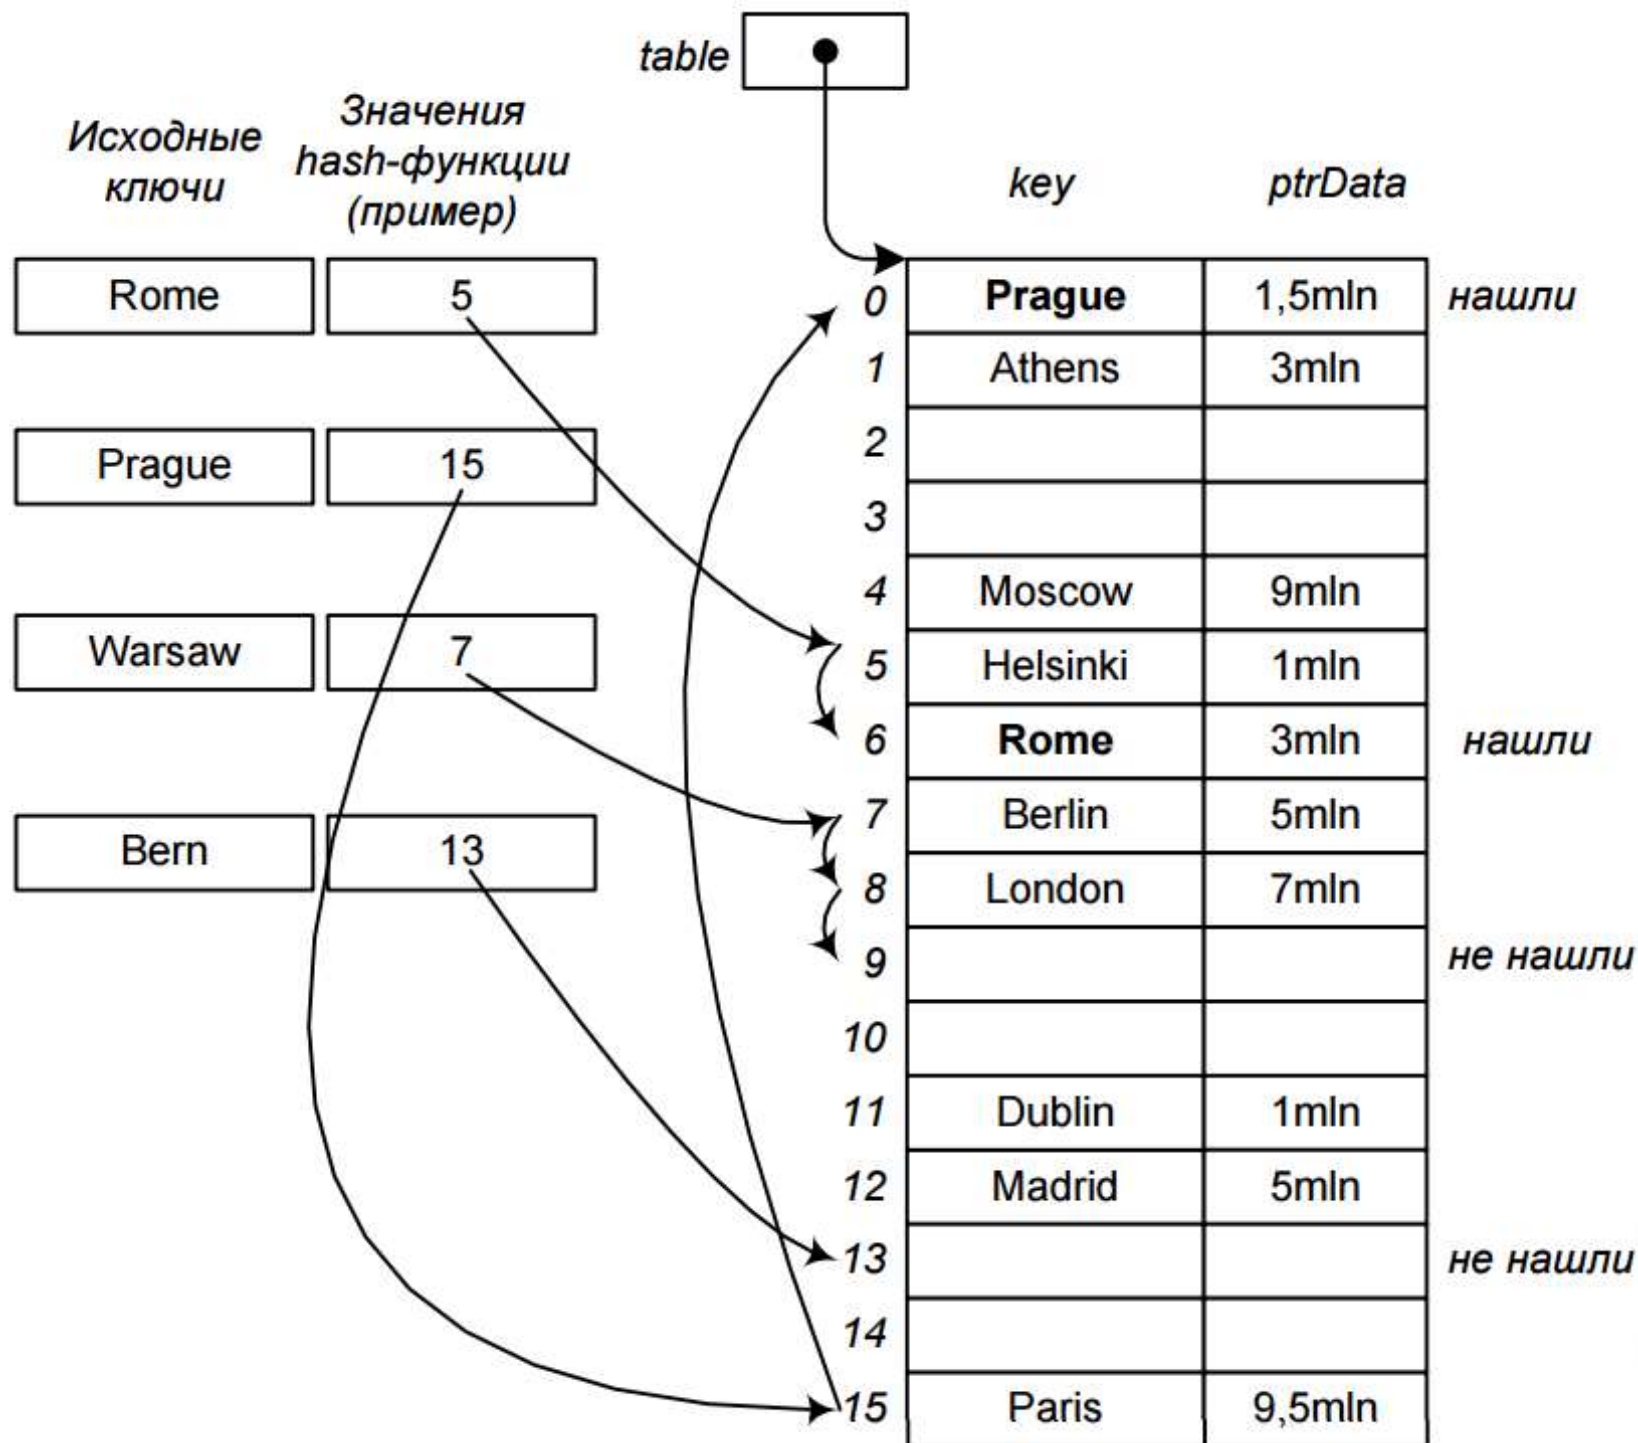 table
Исходные
ключи
Значения
hash-функции
(пример)
key ptrData
Rome 5
Prague 15
Warsaw 7
Bern 13
0 Prague 1,5mln нашли
1 Athens 3mln
2
3
4 Moscow 9mln
5 Helsinki 1mln
6 Rome 3mln нашли
7 Berlin 5mln
8 London 7mln
9 не нашли
10
11 Dublin 1mln
12 Madrid 5mln
13 не нашли
14
15 Paris 9,5mln